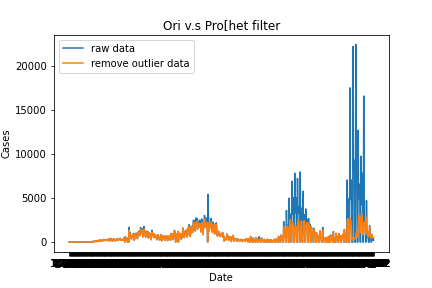 Ori v.s Pro[het filter
raw data
remove outlier data
20000
15000
10000
5000
0
Cases
Date